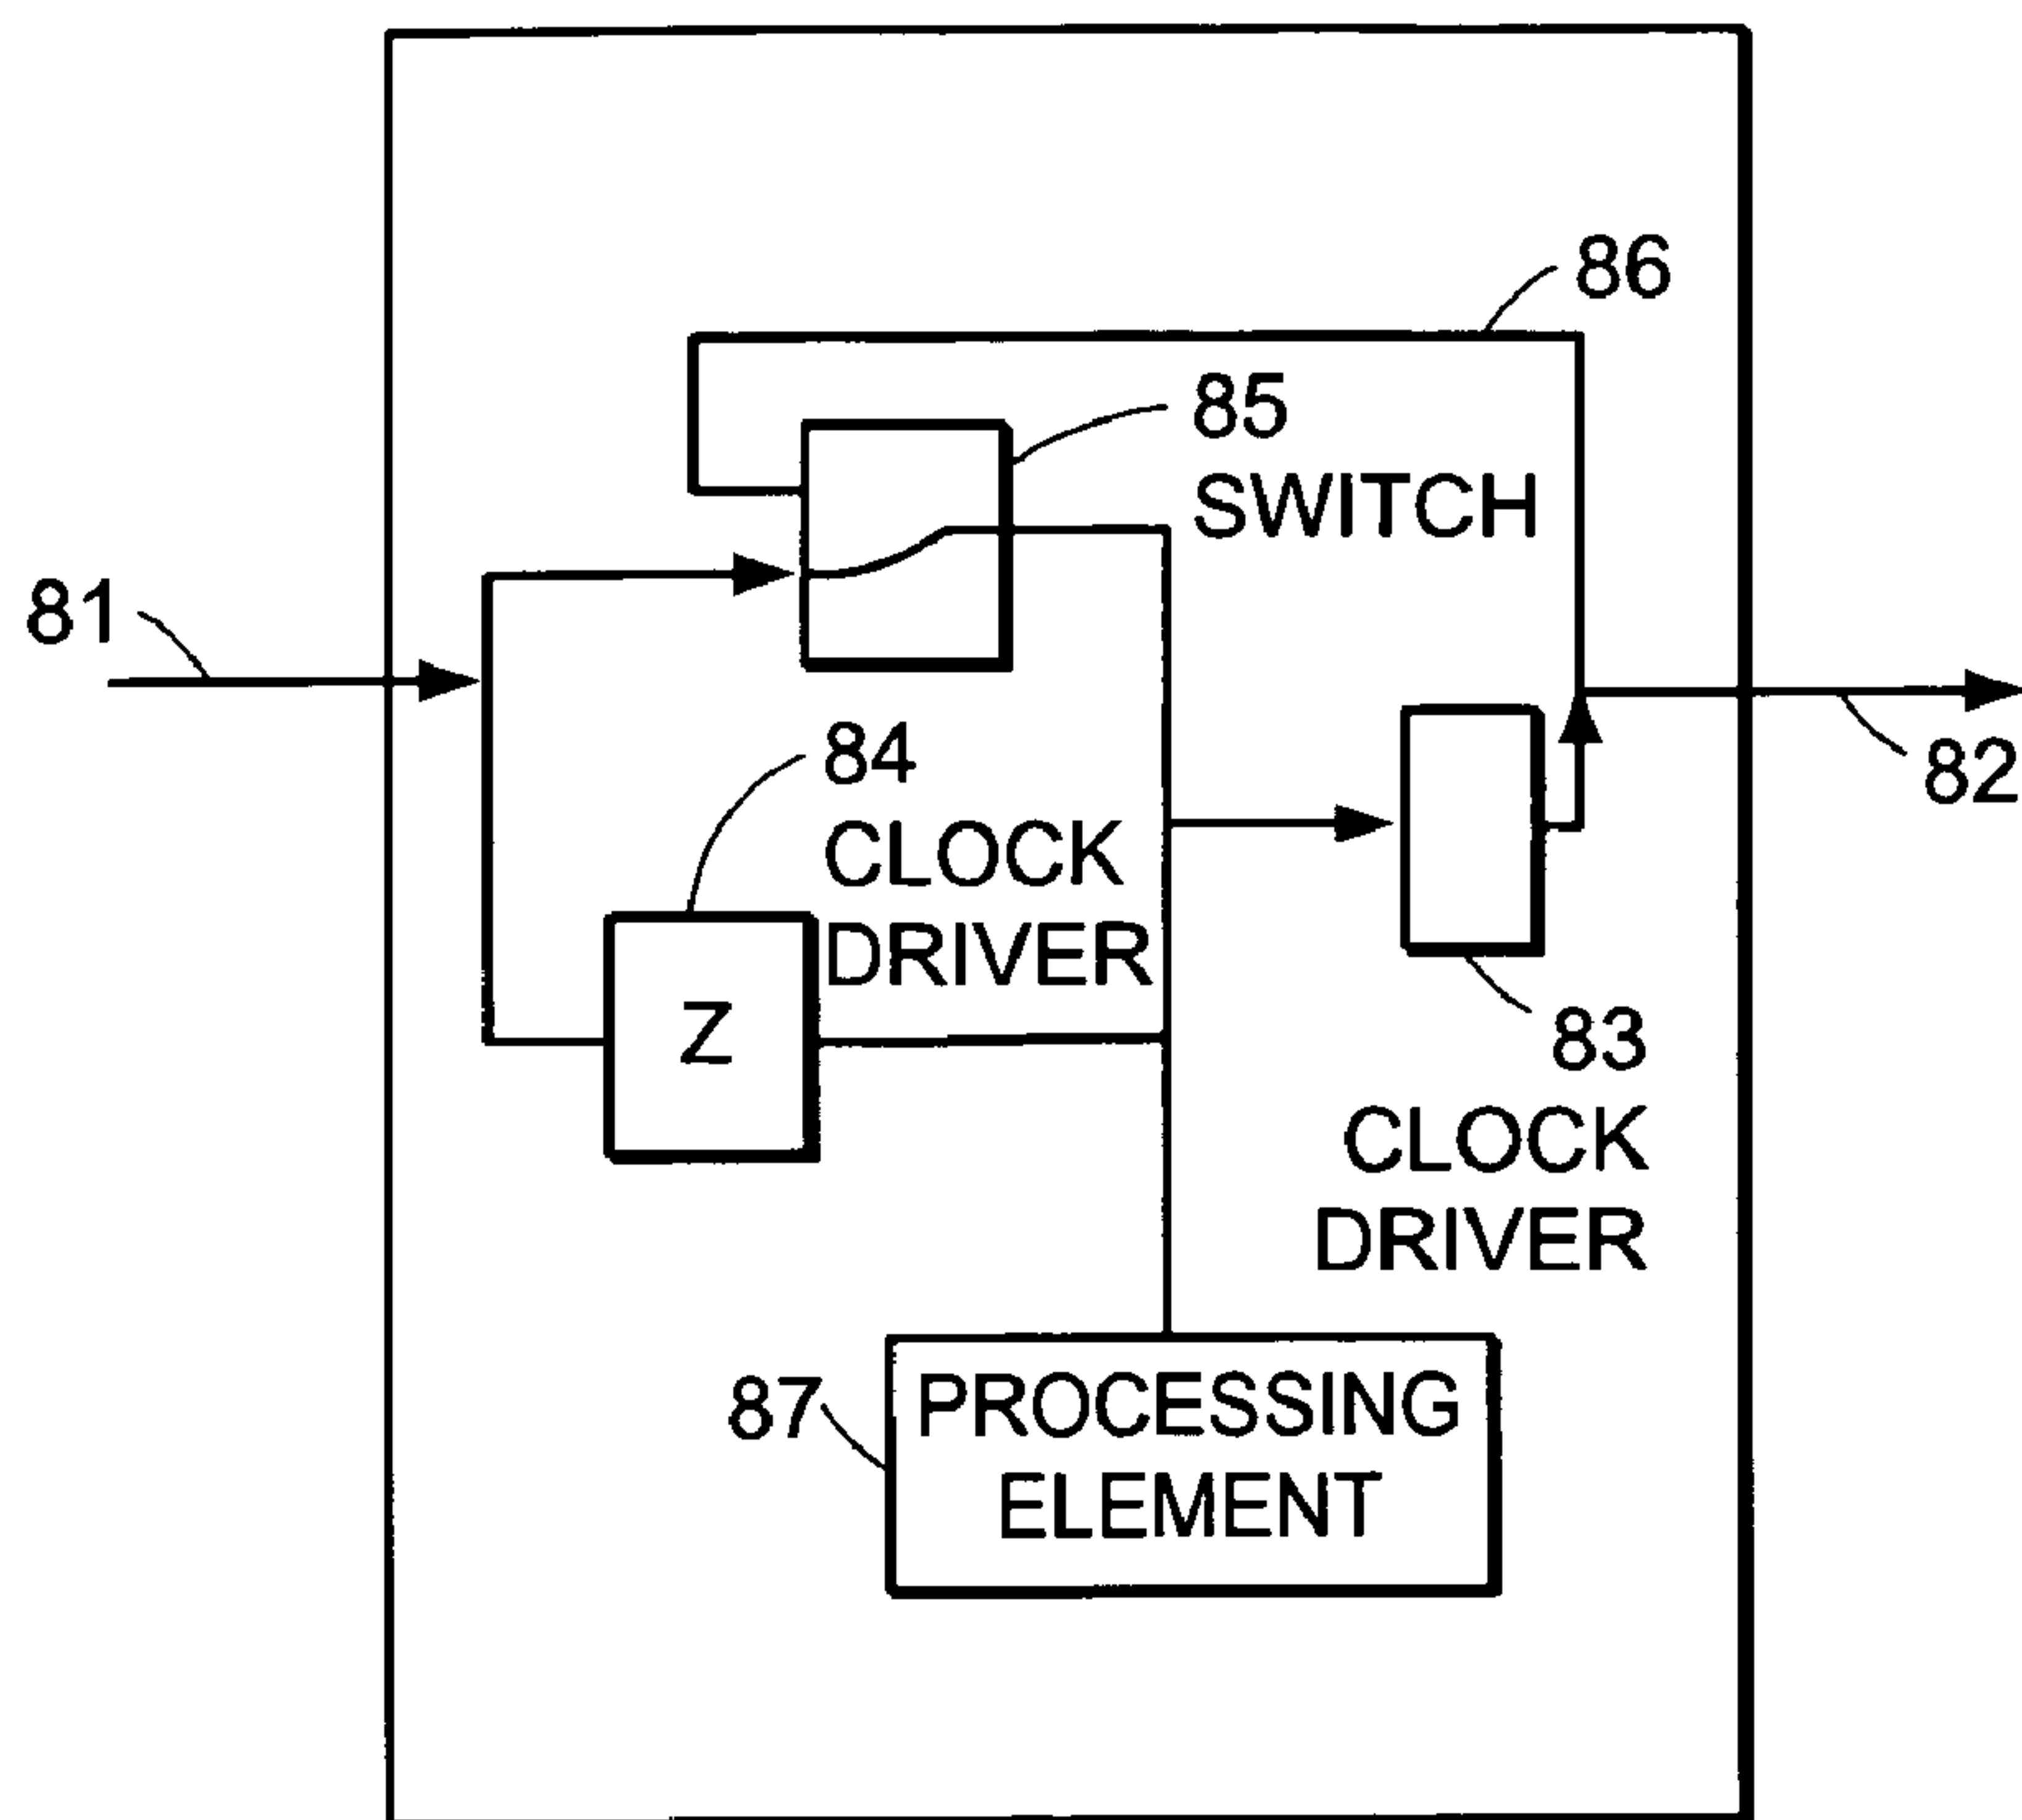 86
85
SWITCH
81
84
CLOCK
DRIVER
82
Z
83
CLOCK
DRIVER
87
PROCESSING
ELEMENT